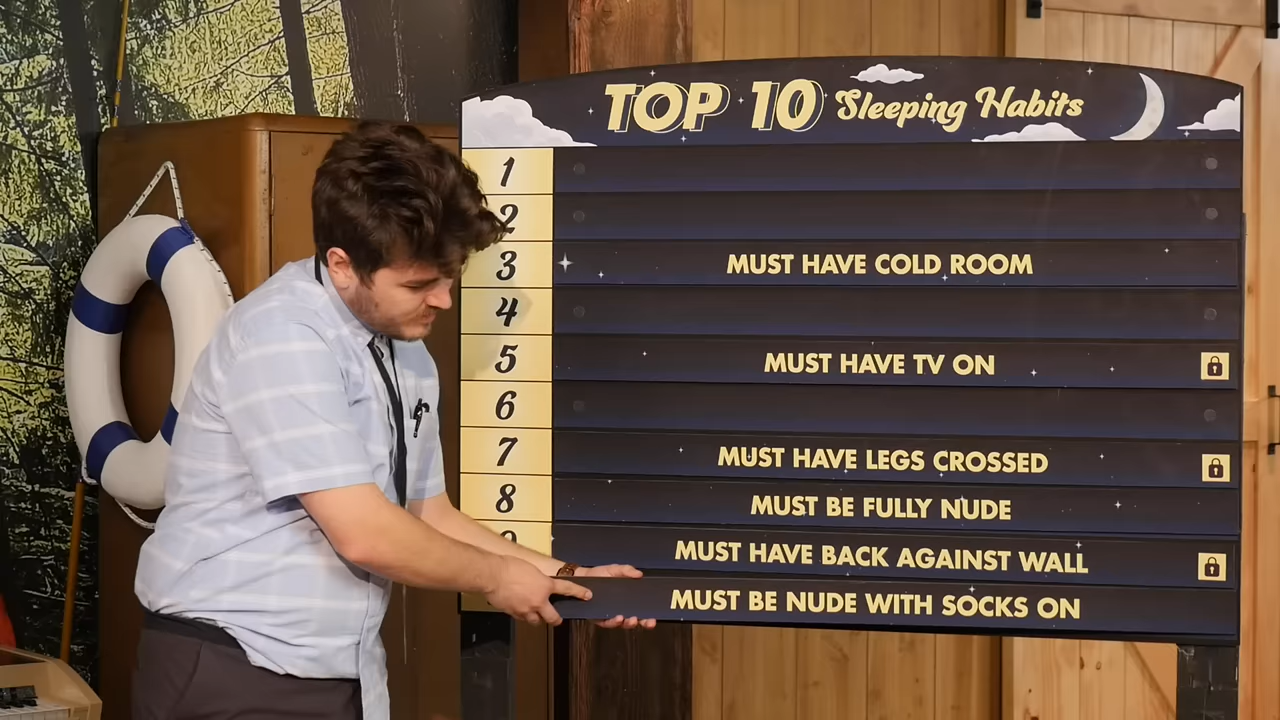 TOP 10 Sleeping Habits
1
2
3 MUST HAVE COLD ROOM
4
5 MUST HAVE TV ON
6
7 MUST HAVE LEGS CROSSED
8 MUST BE FULLY NUDE
9 MUST HAVE BACK AGAINST WALL
MUST BE NUDE WITH SOCKS ON